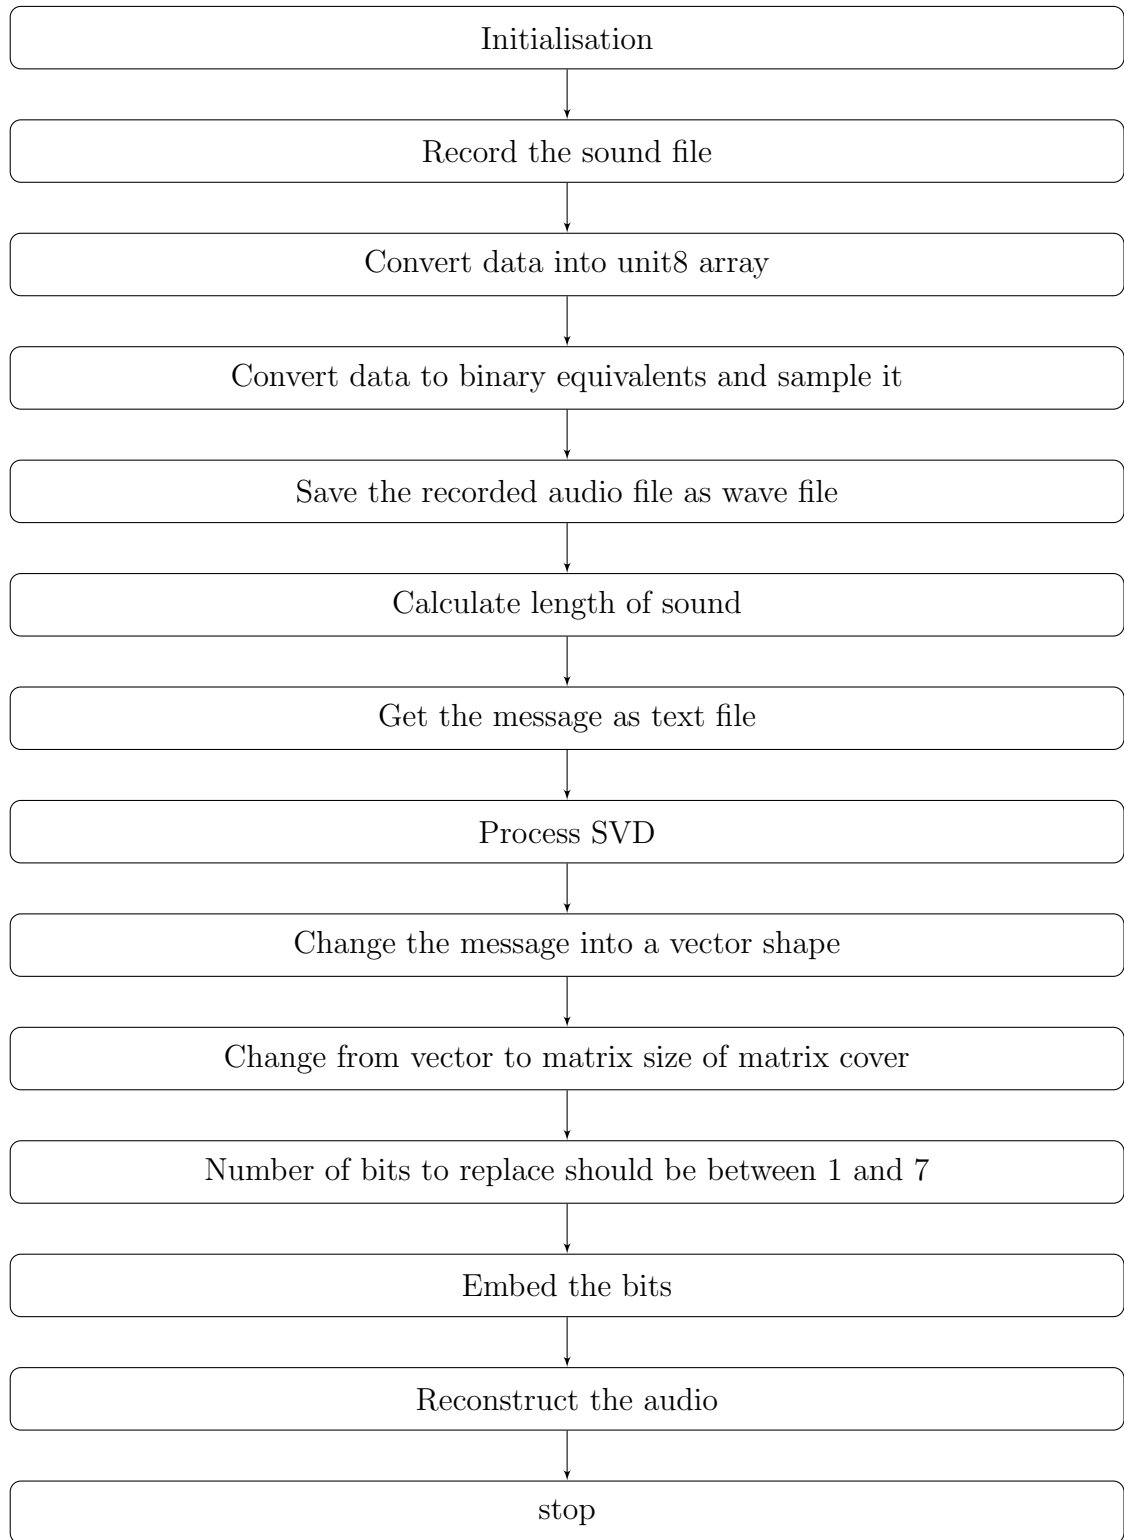 Initialisation
Record the sound file
Convert data into unit8 array
Convert data to binary equivalents and sample it
Save the recorded audio file as wave file
Calculate length of sound
Get the message as text file
Process SVD
Change the message into a vector shape
Change from vector to matrix size of matrix cover
Number of bits to replace should be between 1 and 7
Embed the bits
Reconstruct the audio
stop